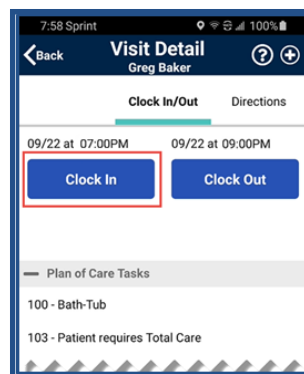 7:58 Sprint 100%
Back Visit Detail
Greg Baker
Clock In/Out Directions
09/22 at 07:00PM 09/22 at 09:00PM
Clock In Clock Out
Plan of Care Tasks
100 - Bath-Tub
103 - Patient requires Total Care